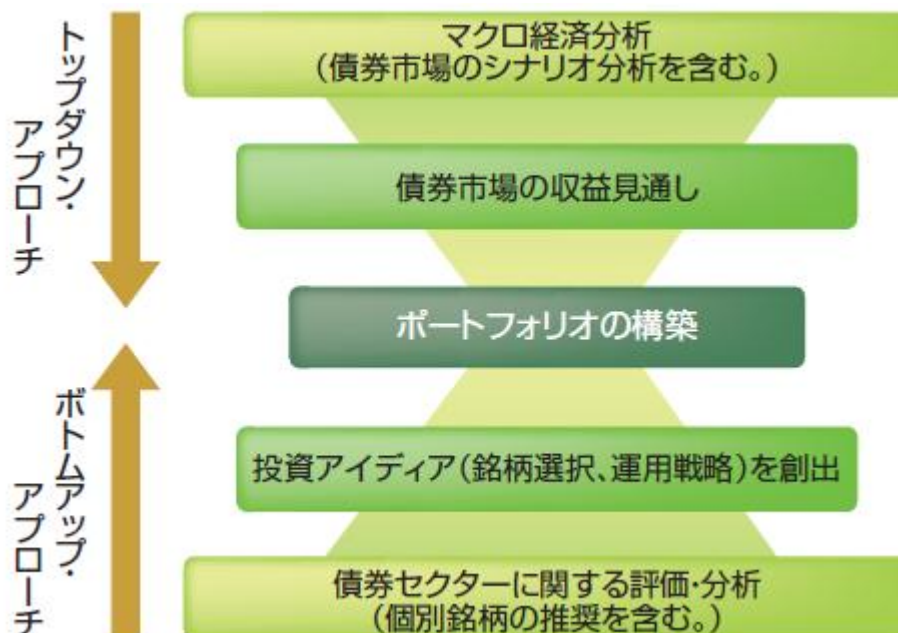 トップダウン・
アプローチ
マクロ経済分析
(債券市場のシナリオ分析を含む。)
債券市場の収益見通し
ポートフォリオの構築
ボトムアップ・
アプローチ
投資アイディア(銘柄選択、運用戦略)を創出
債券セクターに関する評価・分析
(個別銘柄の推奨を含む。)